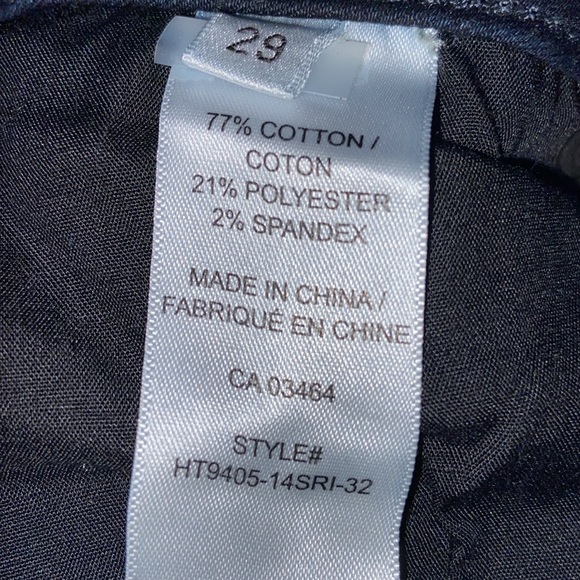 29
77% COTTON /
COTON
21% POLYESTER
2% SPANDEX
MADE IN CHINA /
FABRIQUÉ EN CHINE
CA 03464
STYLE#
HT9405-14SRI-32